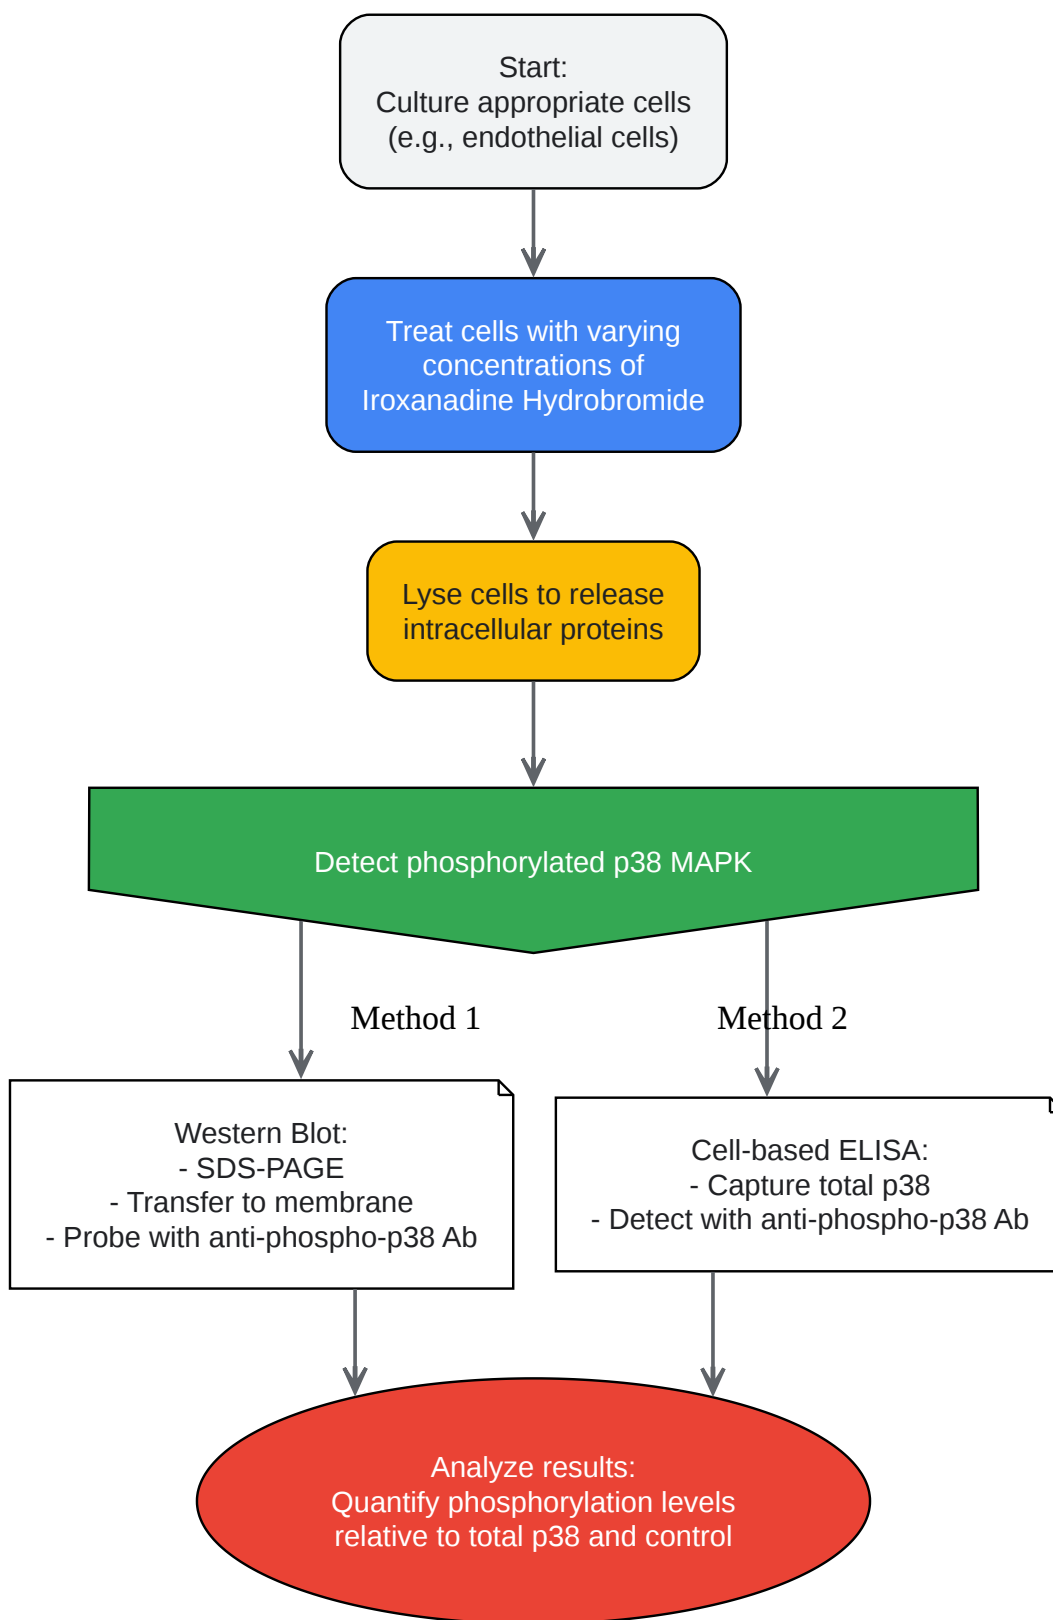 Start:
Culture appropriate cells
(e.g., endothelial cells)
Treat cells with varying
concentrations of
Iroxanadine Hydrobromide
Lyse cells to release
intracellular proteins
Detect phosphorylated p38 MAPK
Method 1
Method 2
Western Blot:
- SDS-PAGE
- Transfer to membrane
- Probe with anti-phospho-p38 Ab
Cell-based ELISA:
- Capture total p38
- Detect with anti-phospho-p38 Ab
Analyze results:
Quantify phosphorylation levels
relative to total p38 and control